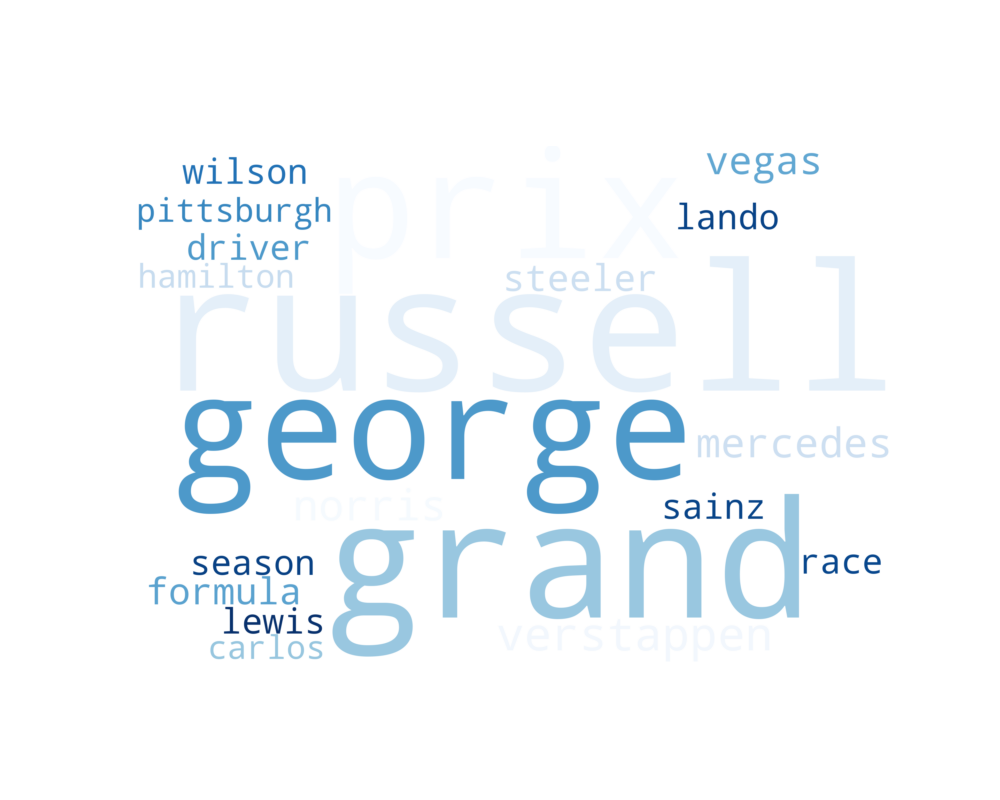 wilson
prix
vegas
pittsburgh
lando
driver
hamilton
steeler
russell
george
mercedes
norris
sainz
grand
season
race
formula
lewis
verstappen
carlos